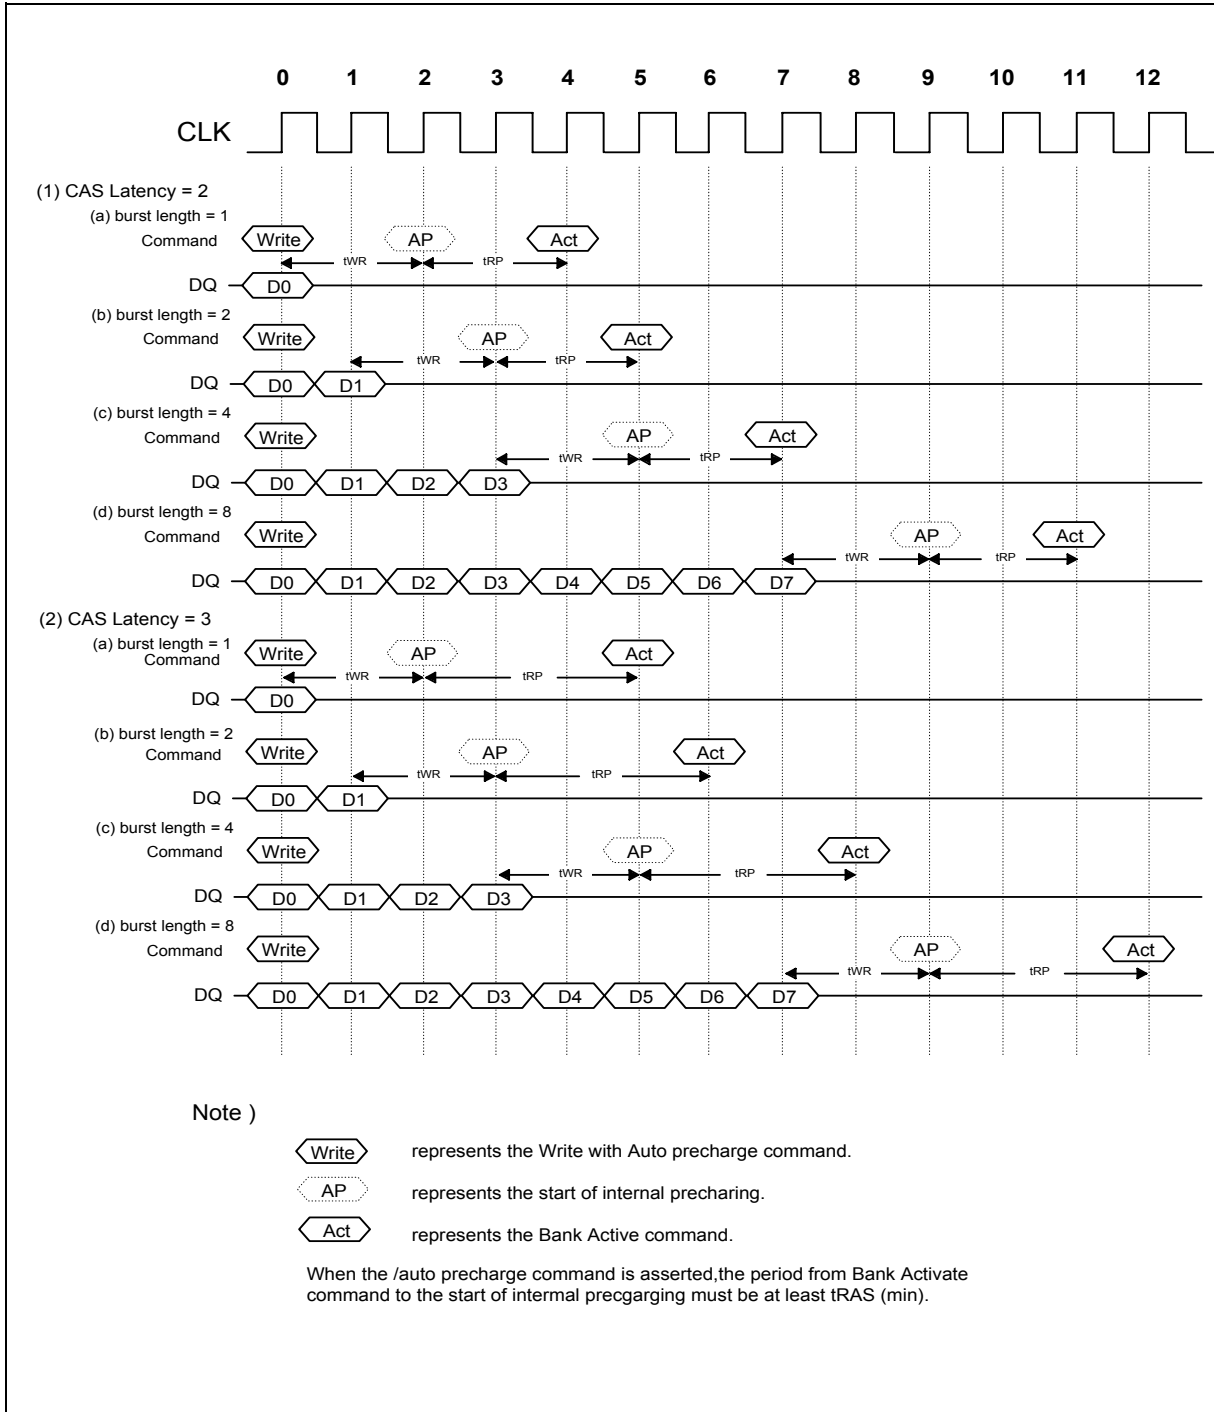 0 1 2 3 4 5 6 7 8 9 10 11 12
CLK
(1) CAS Latency = 2
(a) burst length = 1
Command Write AP Act
tWR tRP
DQ D0
(b) burst length = 2
Command Write AP Act
tWR tRP
DQ D0 D1
(c) burst length = 4
Command Write AP Act
tWR tRP
DQ D0 D1 D2 D3
(d) burst length = 8
Command Write AP Act
tWR tRP
DQ D0 D1 D2 D3 D4 D5 D6 D7
(2) CAS Latency = 3
(a) burst length = 1
Command Write AP Act
tWR tRP
DQ D0
(b) burst length = 2
Command Write AP Act
tWR tRP
DQ D0 D1
(c) burst length = 4
Command Write AP Act
tWR tRP
DQ D0 D1 D2 D3
(d) burst length = 8
Command Write AP Act
tWR tRP
DQ D0 D1 D2 D3 D4 D5 D6 D7
Note )
Write represents the Write with Auto precharge command.
AP represents the start of internal precharing.
Act represents the Bank Active command.
When the /auto precharge command is asserted,the period from Bank Activate
command to the start of intermal precgarging must be at least tRAS (min).